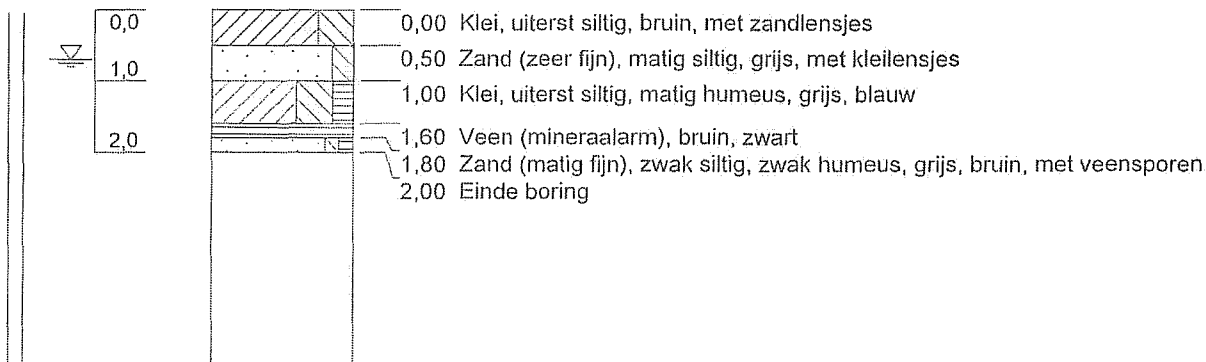 0,0
1,0
2,0
0,00 Klei, uiterst siltig, bruin, met zandlensjes
0,50 Zand (zeer fijn), matig siltig, grijs, met kleilensjes
1,00 Klei, uiterst siltig, matig humeus, grijs, blauw
1,60 Veen (mineraalarm), bruin, zwart
1,80 Zand (matig fijn), zwak siltig, zwak humeus, grijs, bruin, met veensporen
2,00 Einde boring